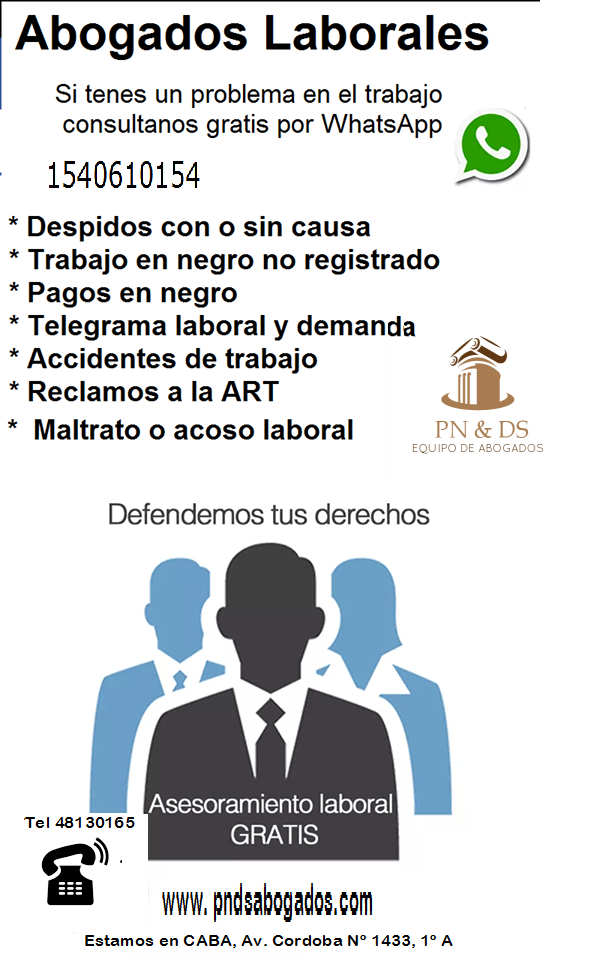 Abogados Laborales
Si tenes un problema en el trabajo
consultanos gratis por WhatsApp
1540610154
* Despidos con o sin causa
* Trabajo en negro no registrado
* Pagos en negro
* Telegrama laboral y demanda
* Accidentes de trabajo
* Reclamos a la ART
* Maltrato o acoso laboral
PN & DS
EQUIPO DE ABOGADOS
Defendemos tus derechos
Asesoramiento laboral
GRATIS
Tel 48130165
www.pndsabogados.com
Estamos en CABA, Av. Cordoba Nº 1433, 1º A